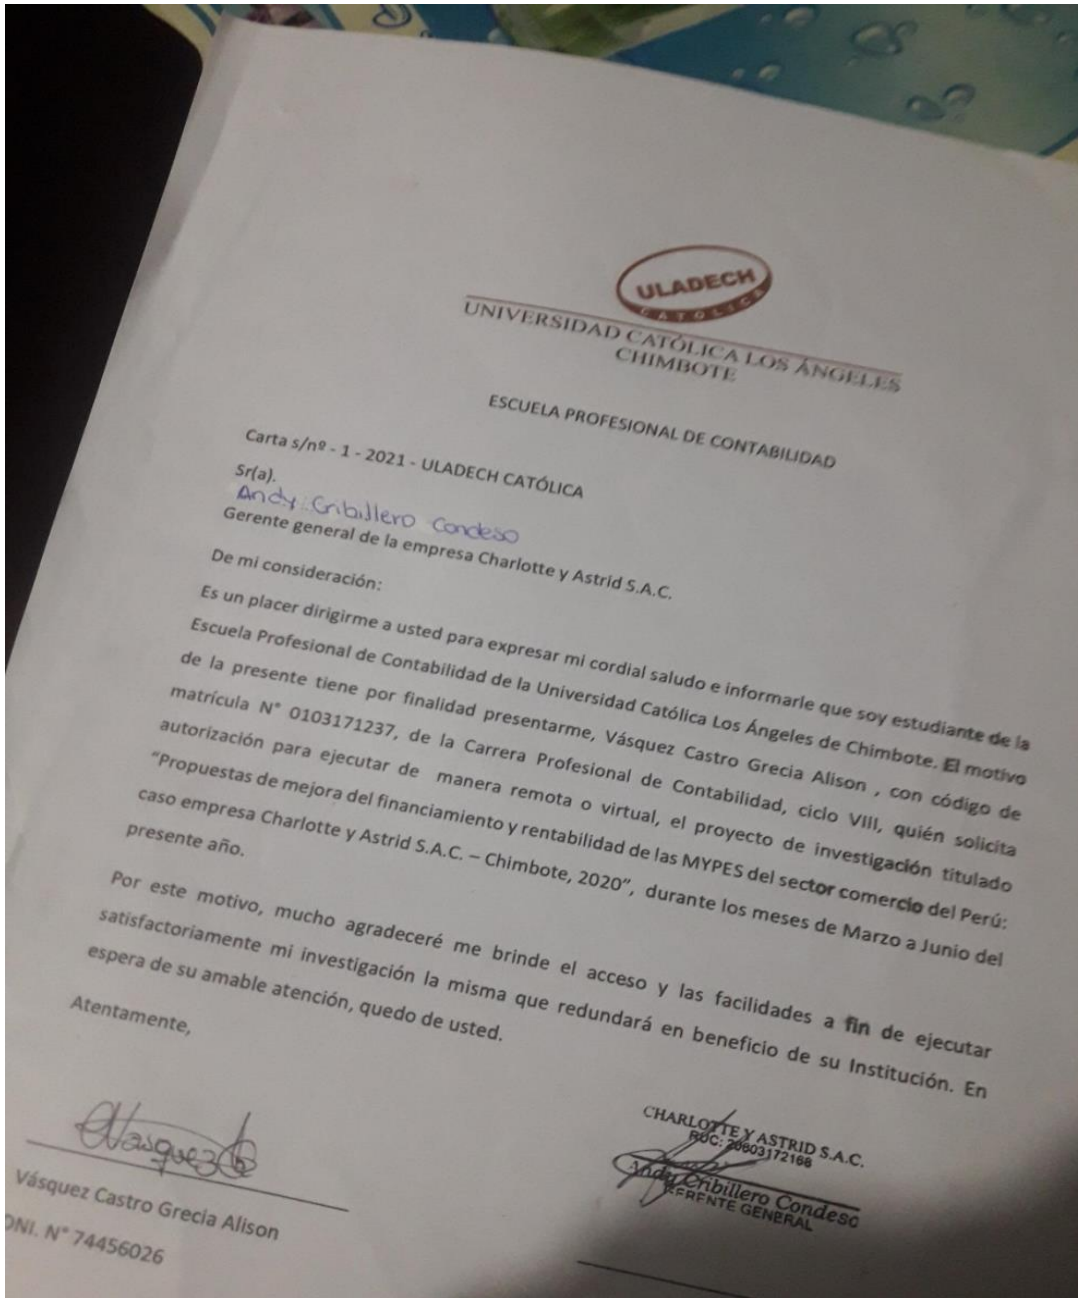 ULADECH
CATÓLICA
UNIVERSIDAD CATÓLICA LOS ÁNGELES
CHIMBOTE
ESCUELA PROFESIONAL DE CONTABILIDAD
Carta s/nº - 1 - 2021 - ULADECH CATÓLICA
Sr(a).
Andy Cribillero Condeso
Gerente general de la empresa Charlotte y Astrid S.A.C.
De mi consideración:
Es un placer dirigirme a usted para expresar mi cordial saludo e informarle que soy estudiante de la
Escuela Profesional de Contabilidad de la Universidad Católica Los Ángeles de Chimbote. El motivo
de la presente tiene por finalidad presentarme, Vásquez Castro Grecia Alison , con código de
matrícula N° 0103171237, de la Carrera Profesional de Contabilidad, ciclo VIII, quién solicita
autorización para ejecutar de manera remota o virtual, el proyecto de investigación titulado
“Propuestas de mejora del financiamiento y rentabilidad de las MYPES del sector comercio del Perú:
caso empresa Charlotte y Astrid S.A.C. – Chimbote, 2020”, durante los meses de Marzo a Junio del
presente año.
Por este motivo, mucho agradeceré me brinde el acceso y las facilidades a fin de ejecutar
satisfactoriamente mi investigación la misma que redundará en beneficio de su Institución. En
espera de su amable atención, quedo de usted.
Atentamente,
Vásquez Castro Grecia Alison
DNI. N° 74456026
CHARLOTTE Y ASTRID S.A.C.
RUC: 20603172168
Andy Cribillero Condeso
GERENTE GENERAL